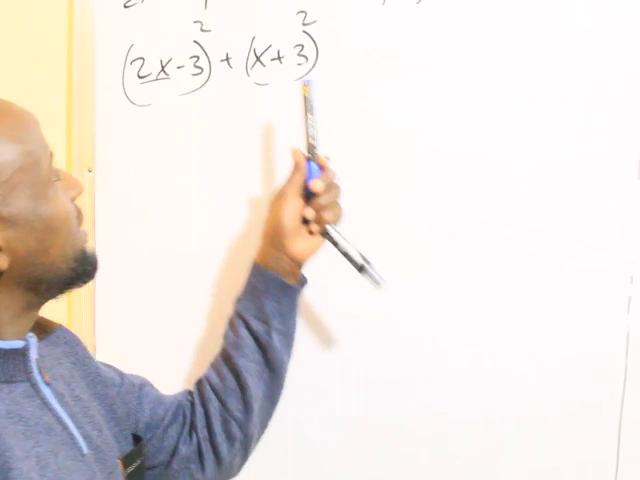 (2x-3)² + (x+3)²